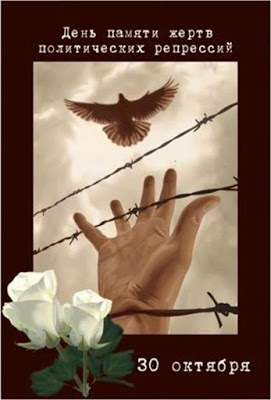 День памяти жертв
политических репрессий
30 октября